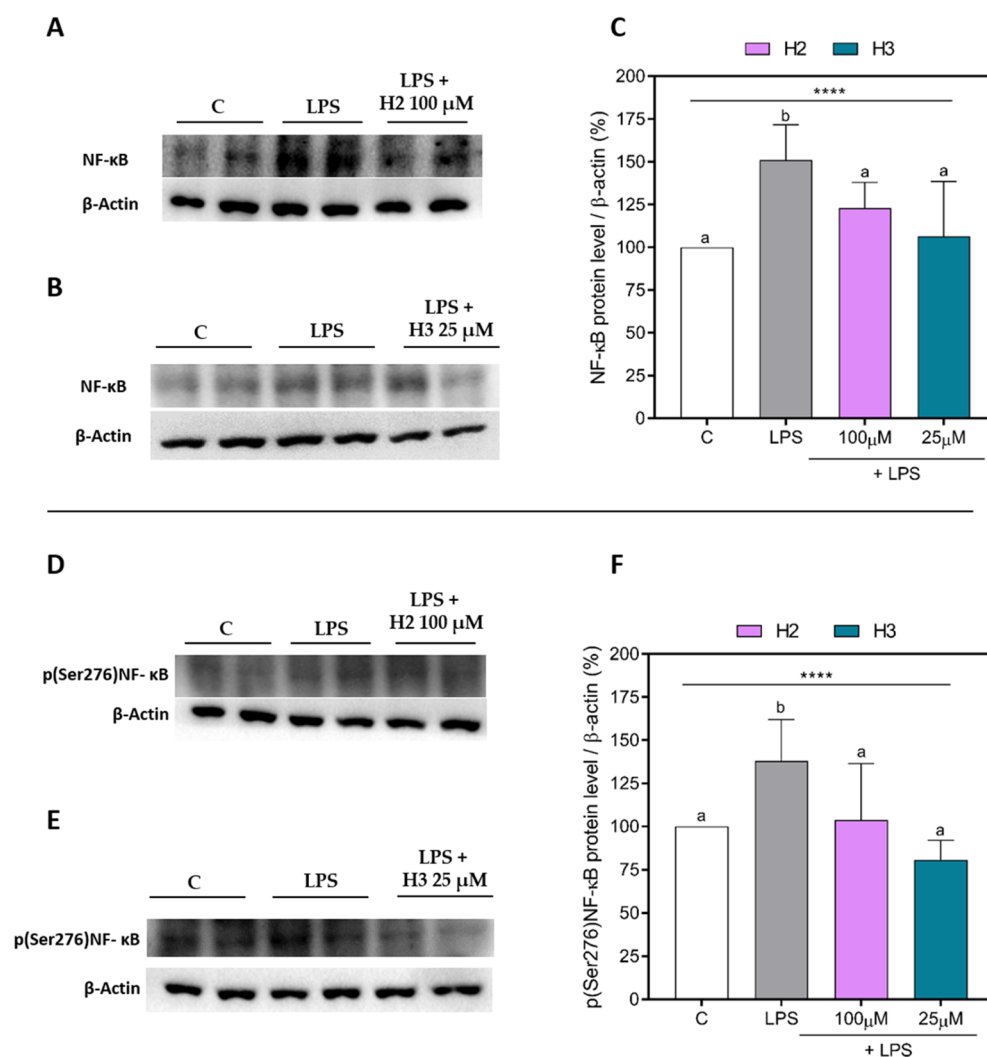 A
C LPS LPS +
H2 100 μM
NF-κB
β-Actin
B
C LPS LPS +
H3 25 μM
NF-κB
β-Actin
C
H2 H3
NF-κB protein level / β-actin (%)
200
175
150
125
100
75
50
25
0
****
a b a a
C LPS 100μM 25μM
+ LPS
D
C LPS LPS +
H2 100 μM
p(Ser276)NF- κB
β-Actin
E
C LPS LPS +
H3 25 μM
p(Ser276)NF- κB
β-Actin
F
H2 H3
p(Ser276)NF-κB protein level / β-actin (%)
200
175
150
125
100
75
50
25
0
****
a b a a
C LPS 100μM 25μM
+ LPS